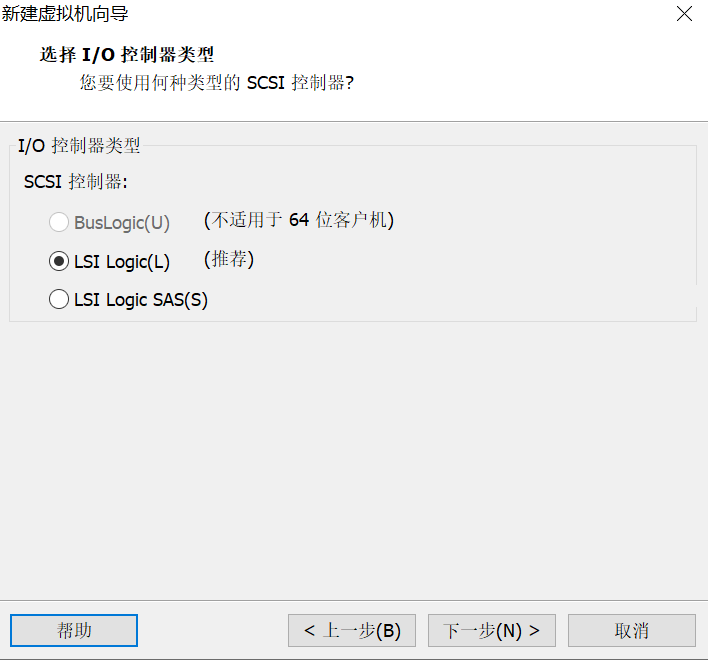 新建虚拟机向导
选择 I/O 控制器类型
您要使用何种类型的 SCSI 控制器?
I/O 控制器类型
SCSI 控制器:
BusLogic(U) (不适用于 64 位客户机)
LSI Logic(L) (推荐)
LSI Logic SAS(S)
帮助 < 上一步(B) 下一步(N) > 取消